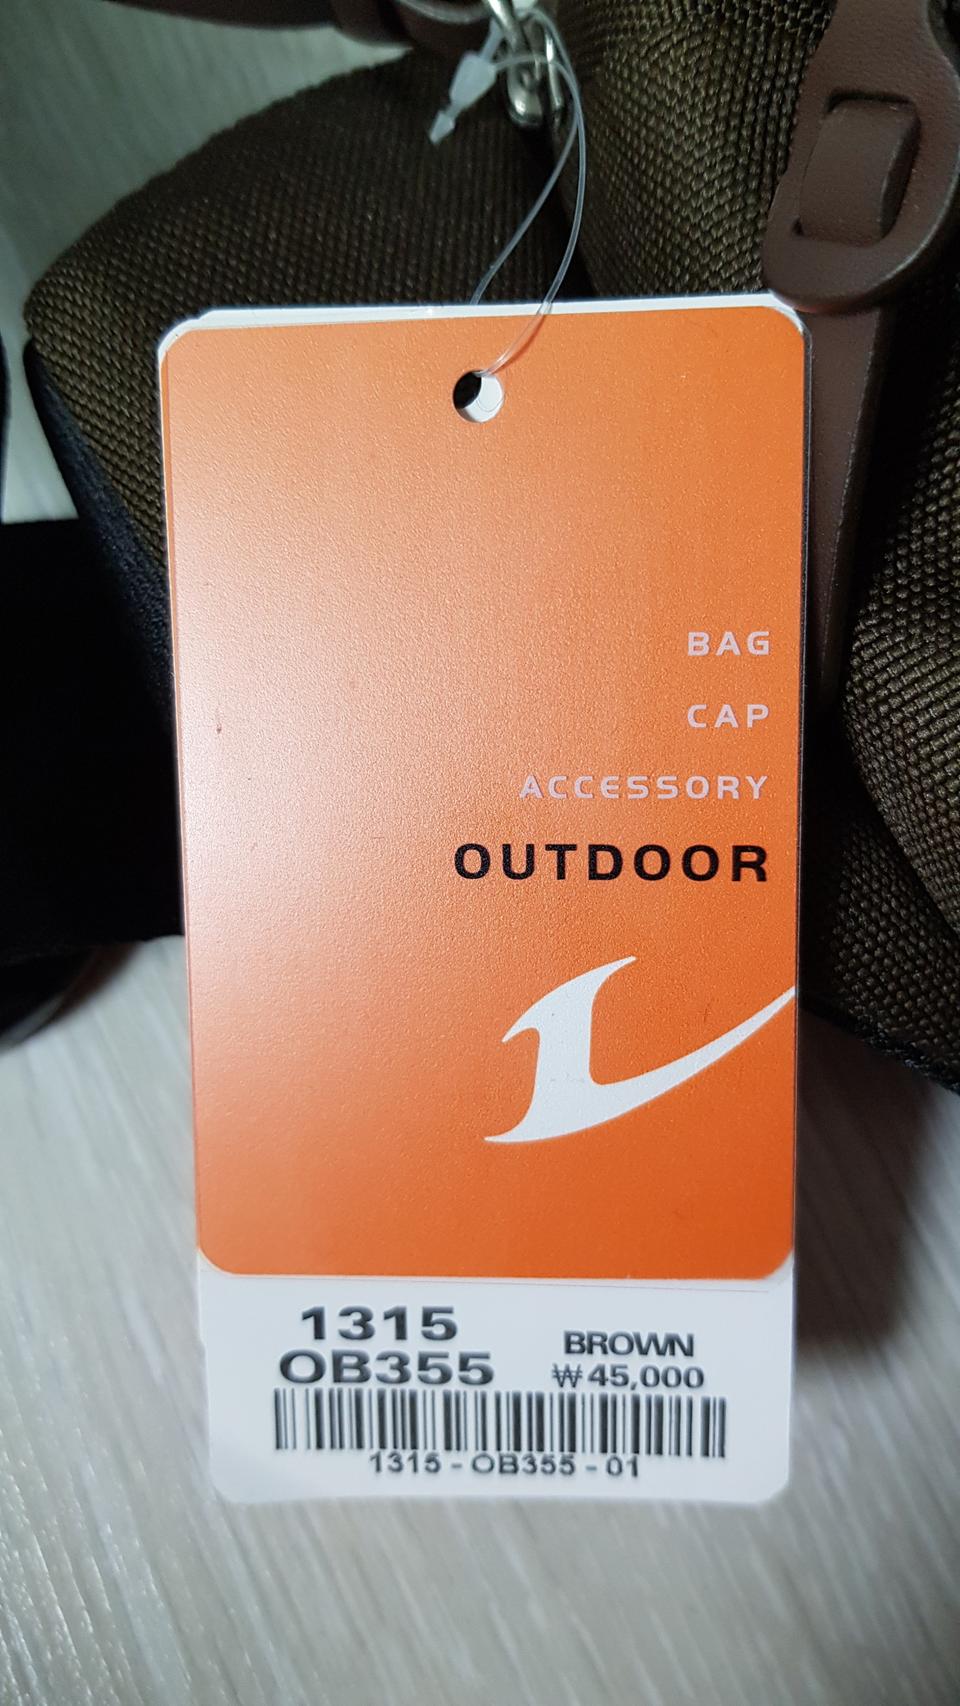 BAG
CAP
ACCESSORY
OUTDOOR
1315
OB355
BROWN
₩45,000
1315-OB355-01